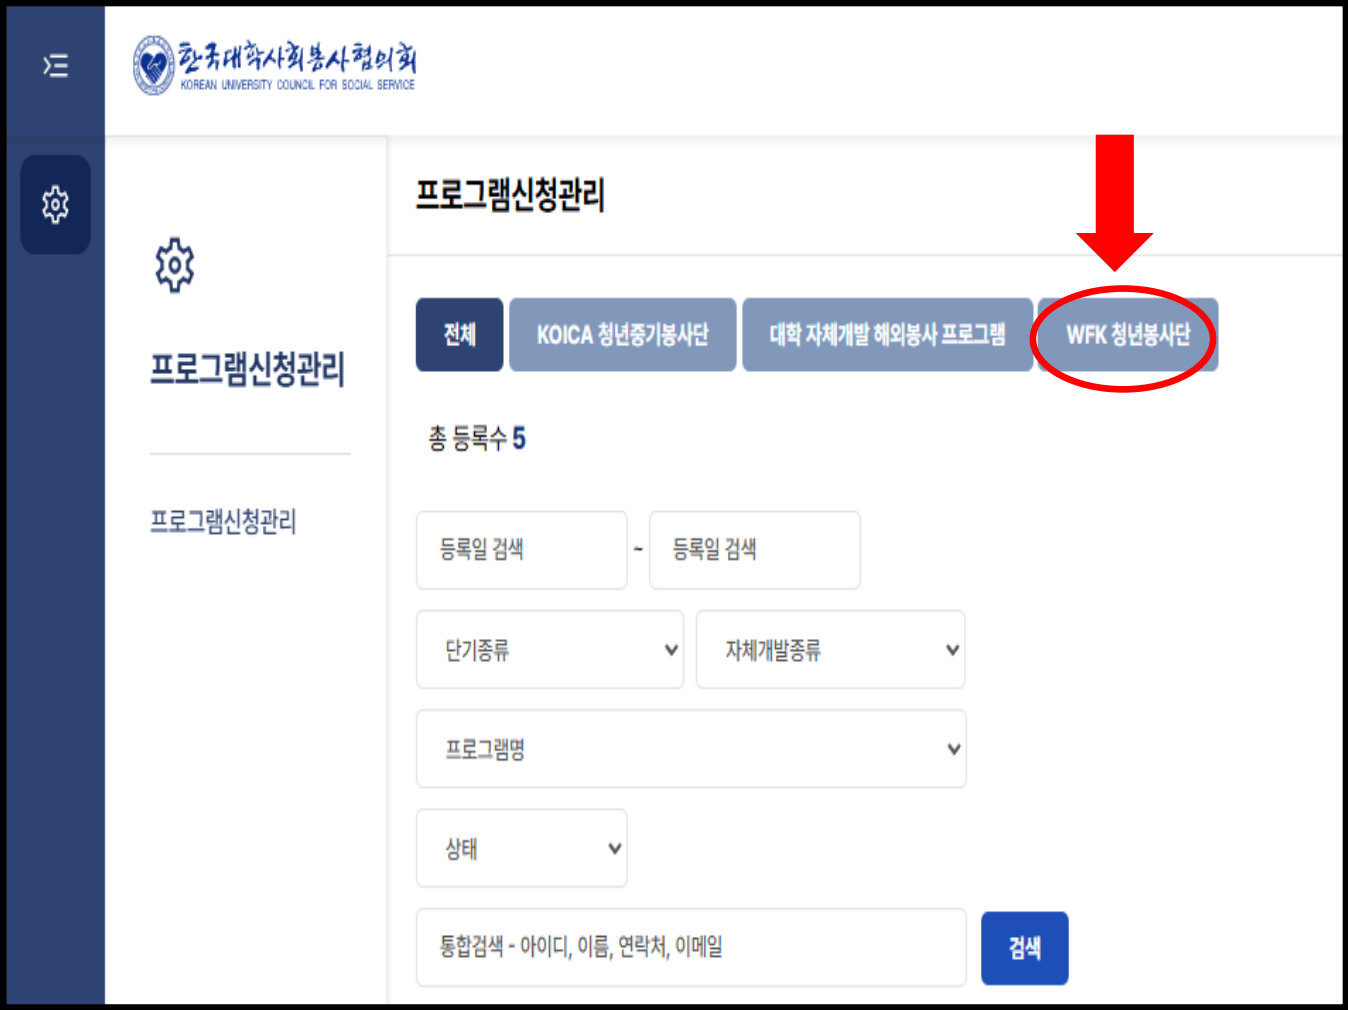 한국대학사회봉사협의회
KOREAN UNIVERSITY COUNCIL FOR SOCIAL SERVICE
프로그램신청관리
프로그램신청관리
프로그램신청관리
전체
KOICA 청년중기봉사단
대학 자체개발 해외봉사 프로그램
WFK 청년봉사단
총 등록수 5
등록일 검색 ~ 등록일 검색
단기종류
자체개발종류
프로그램명
상태
통합검색 - 아이디, 이름, 연락처, 이메일
검색